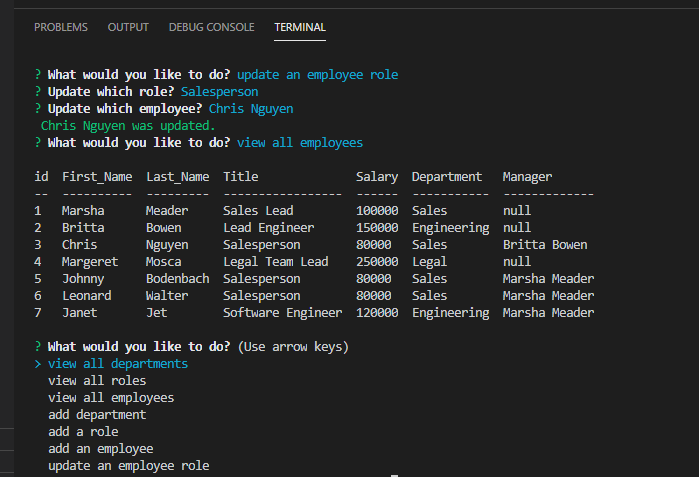 PROBLEMS OUTPUT DEBUG CONSOLE TERMINAL
? What would you like to do? update an employee role
? Update which role? Salesperson
? Update which employee? Chris Nguyen
Chris Nguyen was updated.
? What would you like to do? view all employees
id  First_Name  Last_Name  Title              Salary  Department   Manager
--  ----------  ---------  -----------------  ------  -----------  -------------
1   Marsha      Meader     Sales Lead         100000  Sales        null
2   Britta      Bowen      Lead Engineer      150000  Engineering  null
3   Chris       Nguyen     Salesperson        80000   Sales        Britta Bowen
4   Margeret    Mosca      Legal Team Lead    250000  Legal        null
5   Johnny      Bodenbach  Salesperson        80000   Sales        Marsha Meader
6   Leonard     Walter     Salesperson        80000   Sales        Marsha Meader
7   Janet       Jet        Software Engineer  120000  Engineering  Marsha Meader
? What would you like to do? (Use arrow keys)
> view all departments
view all roles
view all employees
add department
add a role
add an employee
update an employee role